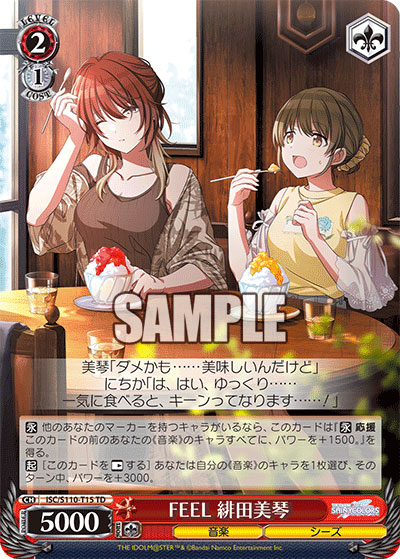 LEVEL
2
1
COST
SAMPLE
美琴「ダメかも……美味しいんだけど」
にちか「は、はい、ゆっくり……
一気に食べると、キーンってなります……！」
永 他のあなたのマーカーを持つキャラがいるなら、このカードは『永 応援
このカードの前のあなたの《音楽》のキャラすべてに、パワーを＋1500。』を
得る。
起 [このカードを する] あなたは自分の《音楽》のキャラを1枚選び、その
ターン中、パワーを＋3000。
CH ISC/S110-T15 TD
POWER
5000
FEEL 緋田美琴
SHINYCOLORS
音楽 シーズ
THE IDOLM@STER™& ©Bandai Namco Entertainment Inc.